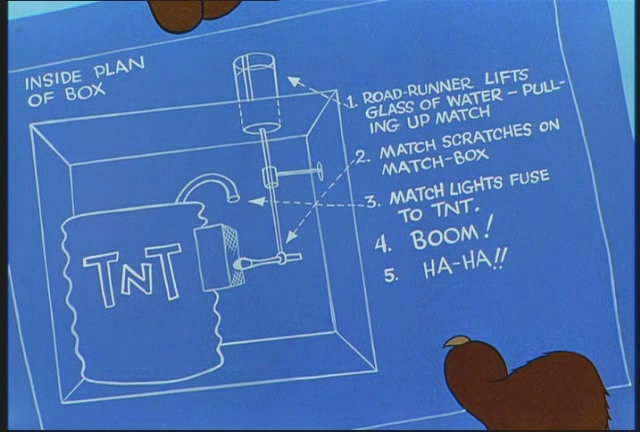 INSIDE PLAN
OF BOX
1. ROAD-RUNNER LIFTS
GLASS OF WATER – PULL-
ING UP MATCH
2. MATCH SCRATCHES ON
MATCH-BOX
3. MATCH LIGHTS FUSE
TO TNT.
4. BOOM!
5. HA-HA!!
TNT